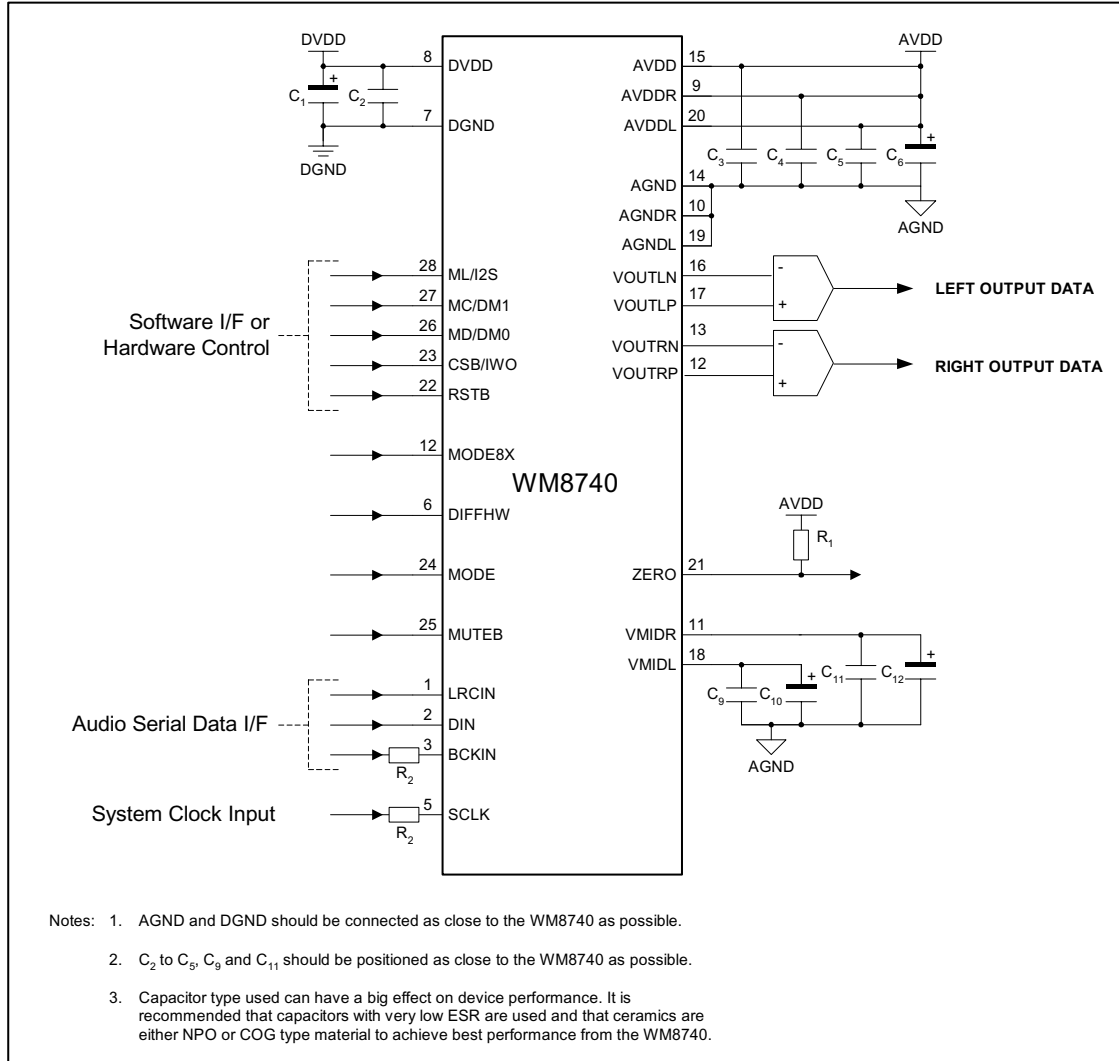 DVDD
8 DVDD
C1 + C2
7 DGND
DGND
AVDD 15 AVDD
AVDDR 9
AVDDL 20
C3 C4 C5 C6 +
AGND 14
AGNDR 10
AGNDL 19
AGND
Software I/F or
Hardware Control
28 ML/I2S
27 MC/DM1
26 MD/DM0
23 CSB/IWO
22 RSTB
VOUTLN 16 -
VOUTLP 17 +
LEFT OUTPUT DATA
VOUTRN 13 -
VOUTRP 12 +
RIGHT OUTPUT DATA
12 MODE8X
WM8740
6 DIFFHW
24 MODE
25 MUTEB
AVDD
R1
ZERO 21
VMIDR 11
VMIDL 18
C9 C10 + C11 C12 +
AGND
Audio Serial Data I/F
1 LRCIN
2 DIN
3 BCKIN
R2
System Clock Input
5 SCLK
R2
Notes: 1. AGND and DGND should be connected as close to the WM8740 as possible.
2. C2 to C5, C9 and C11 should be positioned as close to the WM8740 as possible.
3. Capacitor type used can have a big effect on device performance. It is
recommended that capacitors with very low ESR are used and that ceramics are
either NPO or COG type material to achieve best performance from the WM8740.